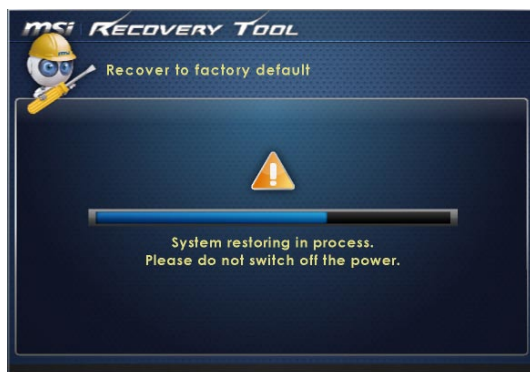 msi RECOVERY TOOL
Recover to factory default
System restoring in process.
Please do not switch off the power.